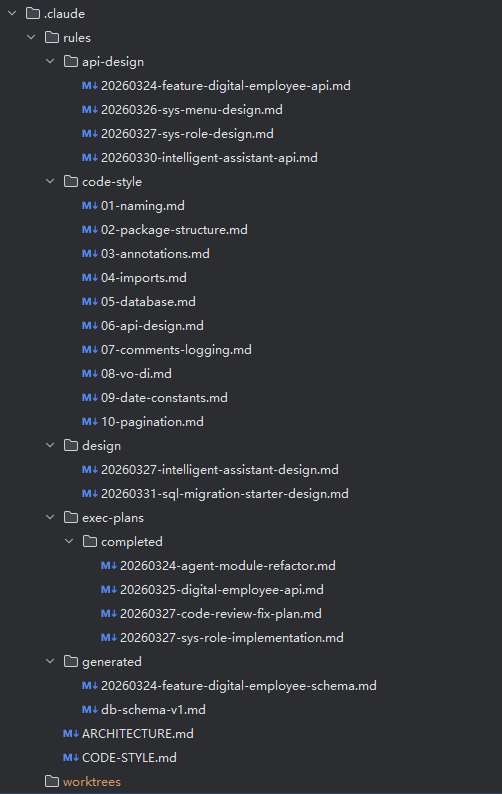 .claude
rules
api-design
M↓ 20260324-feature-digital-employee-api.md
M↓ 20260326-sys-menu-design.md
M↓ 20260327-sys-role-design.md
M↓ 20260330-intelligent-assistant-api.md
code-style
M↓ 01-naming.md
M↓ 02-package-structure.md
M↓ 03-annotations.md
M↓ 04-imports.md
M↓ 05-database.md
M↓ 06-api-design.md
M↓ 07-comments-logging.md
M↓ 08-vo-di.md
M↓ 09-date-constants.md
M↓ 10-pagination.md
design
M↓ 20260327-intelligent-assistant-design.md
M↓ 20260331-sql-migration-starter-design.md
exec-plans
completed
M↓ 20260324-agent-module-refactor.md
M↓ 20260325-digital-employee-api.md
M↓ 20260327-code-review-fix-plan.md
M↓ 20260327-sys-role-implementation.md
generated
M↓ 20260324-feature-digital-employee-schema.md
M↓ db-schema-v1.md
M↓ ARCHITECTURE.md
M↓ CODE-STYLE.md
worktrees